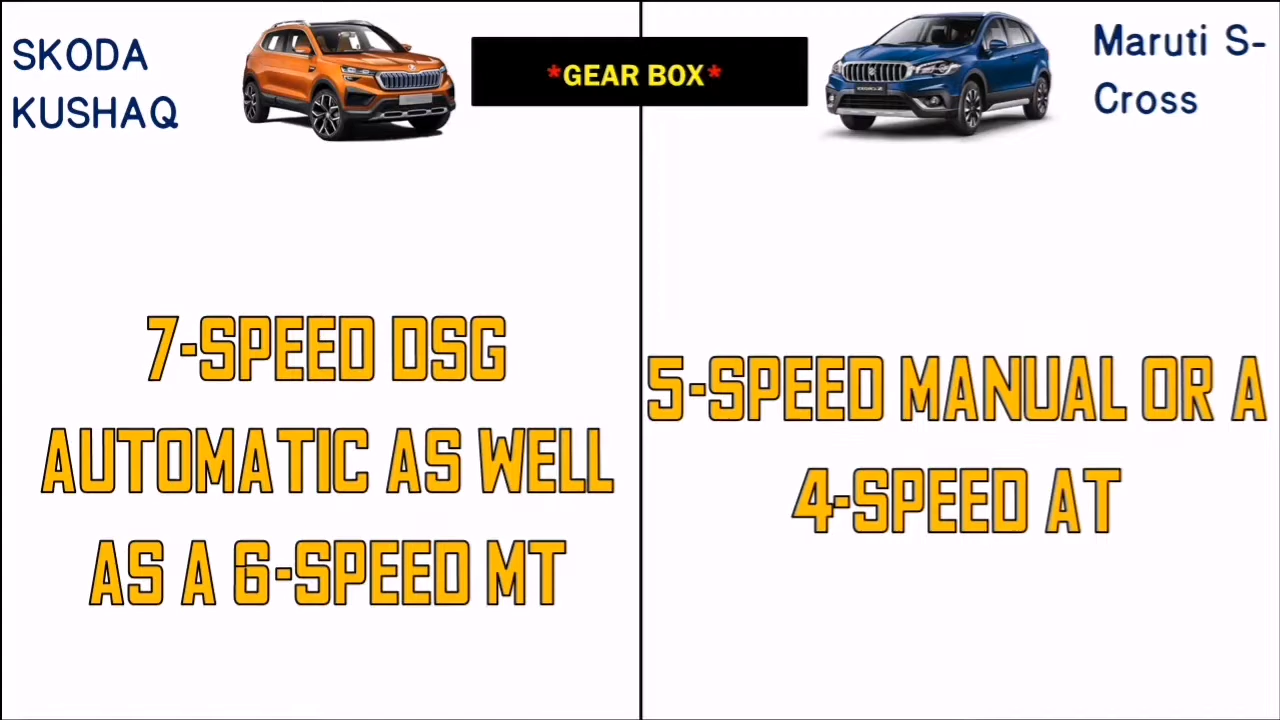 SKODA
KUSHAQ
*GEAR BOX*
Maruti S-
Cross
7-SPEED DSG
AUTOMATIC AS WELL
AS A 6-SPEED MT
5-SPEED MANUAL OR A
4-SPEED AT